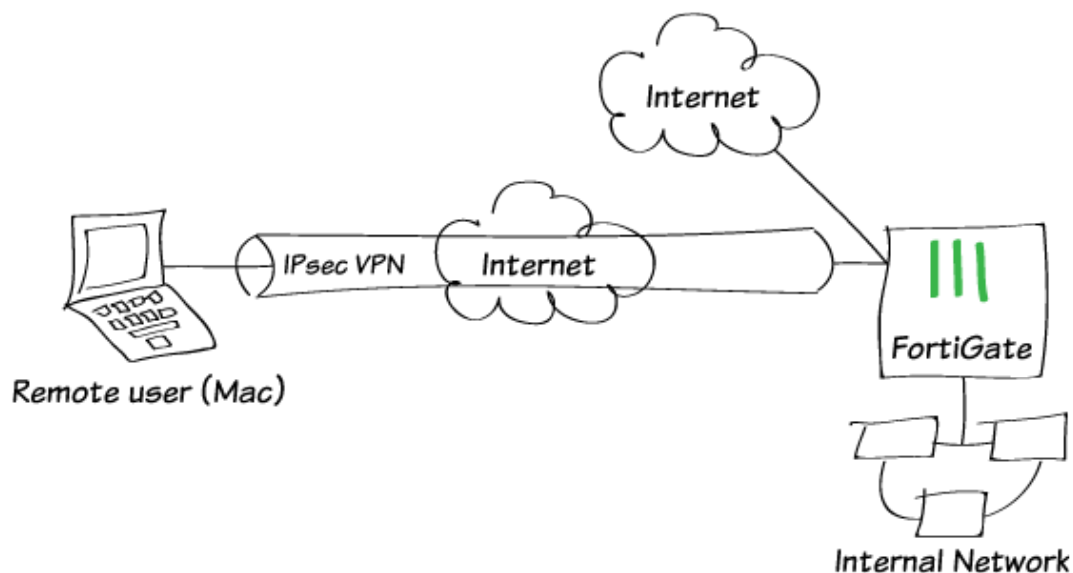 Internet
IPsec VPN
Internet
FortiGate
Remote user (Mac)
Internal Network